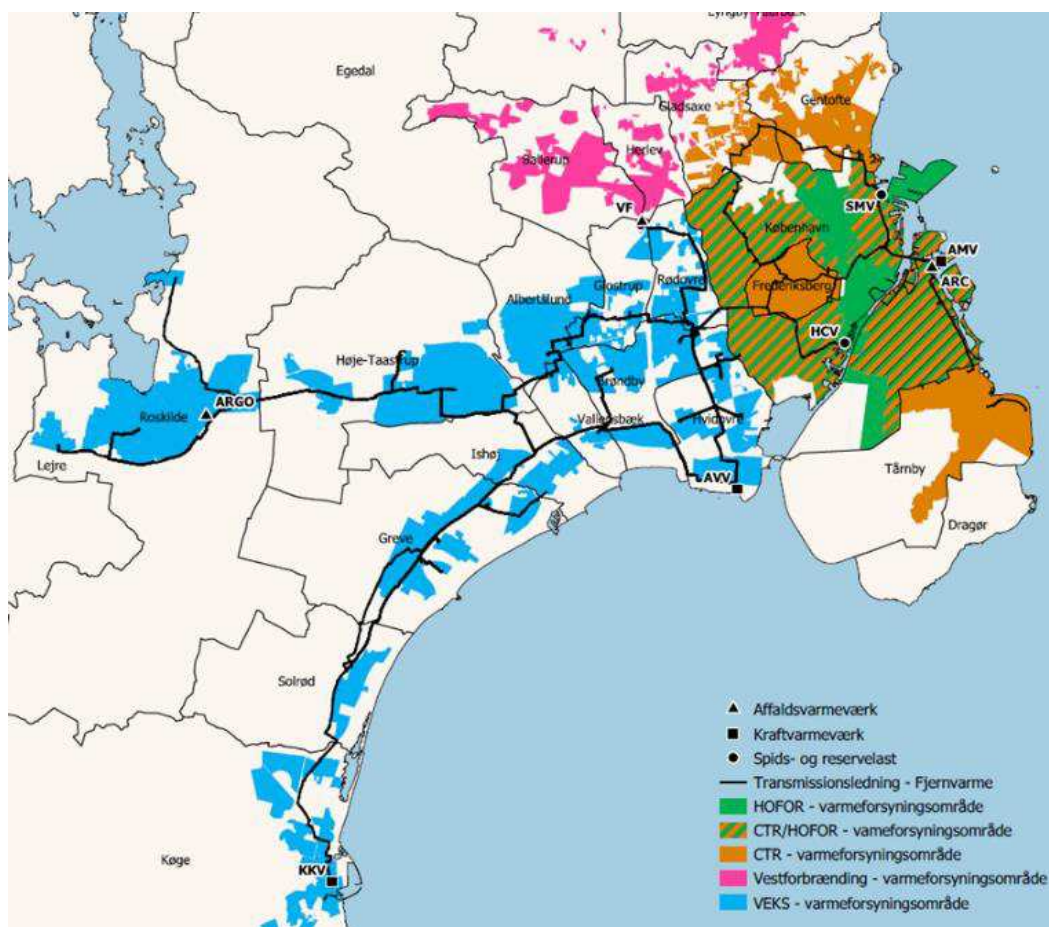 Lyngby-Taarbæk
Egedal
Gladsaxe
Gentofte
Ballerup
Herlev
VF
SMV
København
AMV
ARC
Glostrup
Rødovre
Albertslund
Frederiksberg
HCV
Høje-Taastrup
Brøndby
ARGO
Roskilde
Vallensbæk
Hvidovre
Ishøj
Lejre
AVV
Tårnby
Dragør
Greve
Solrød
Køge
KKV
Affaldsvarmeværk
Kraftvarmeværk
Spids- og reservelast
Transmissionsledning - Fjernvarme
HOFOR - varmeforsyningsområde
CTR/HOFOR - vameforsyningsområde
CTR - varmeforsyningsområde
Vestforbrænding - varmeforsyningsområde
VEKS - varmeforsyningsområde